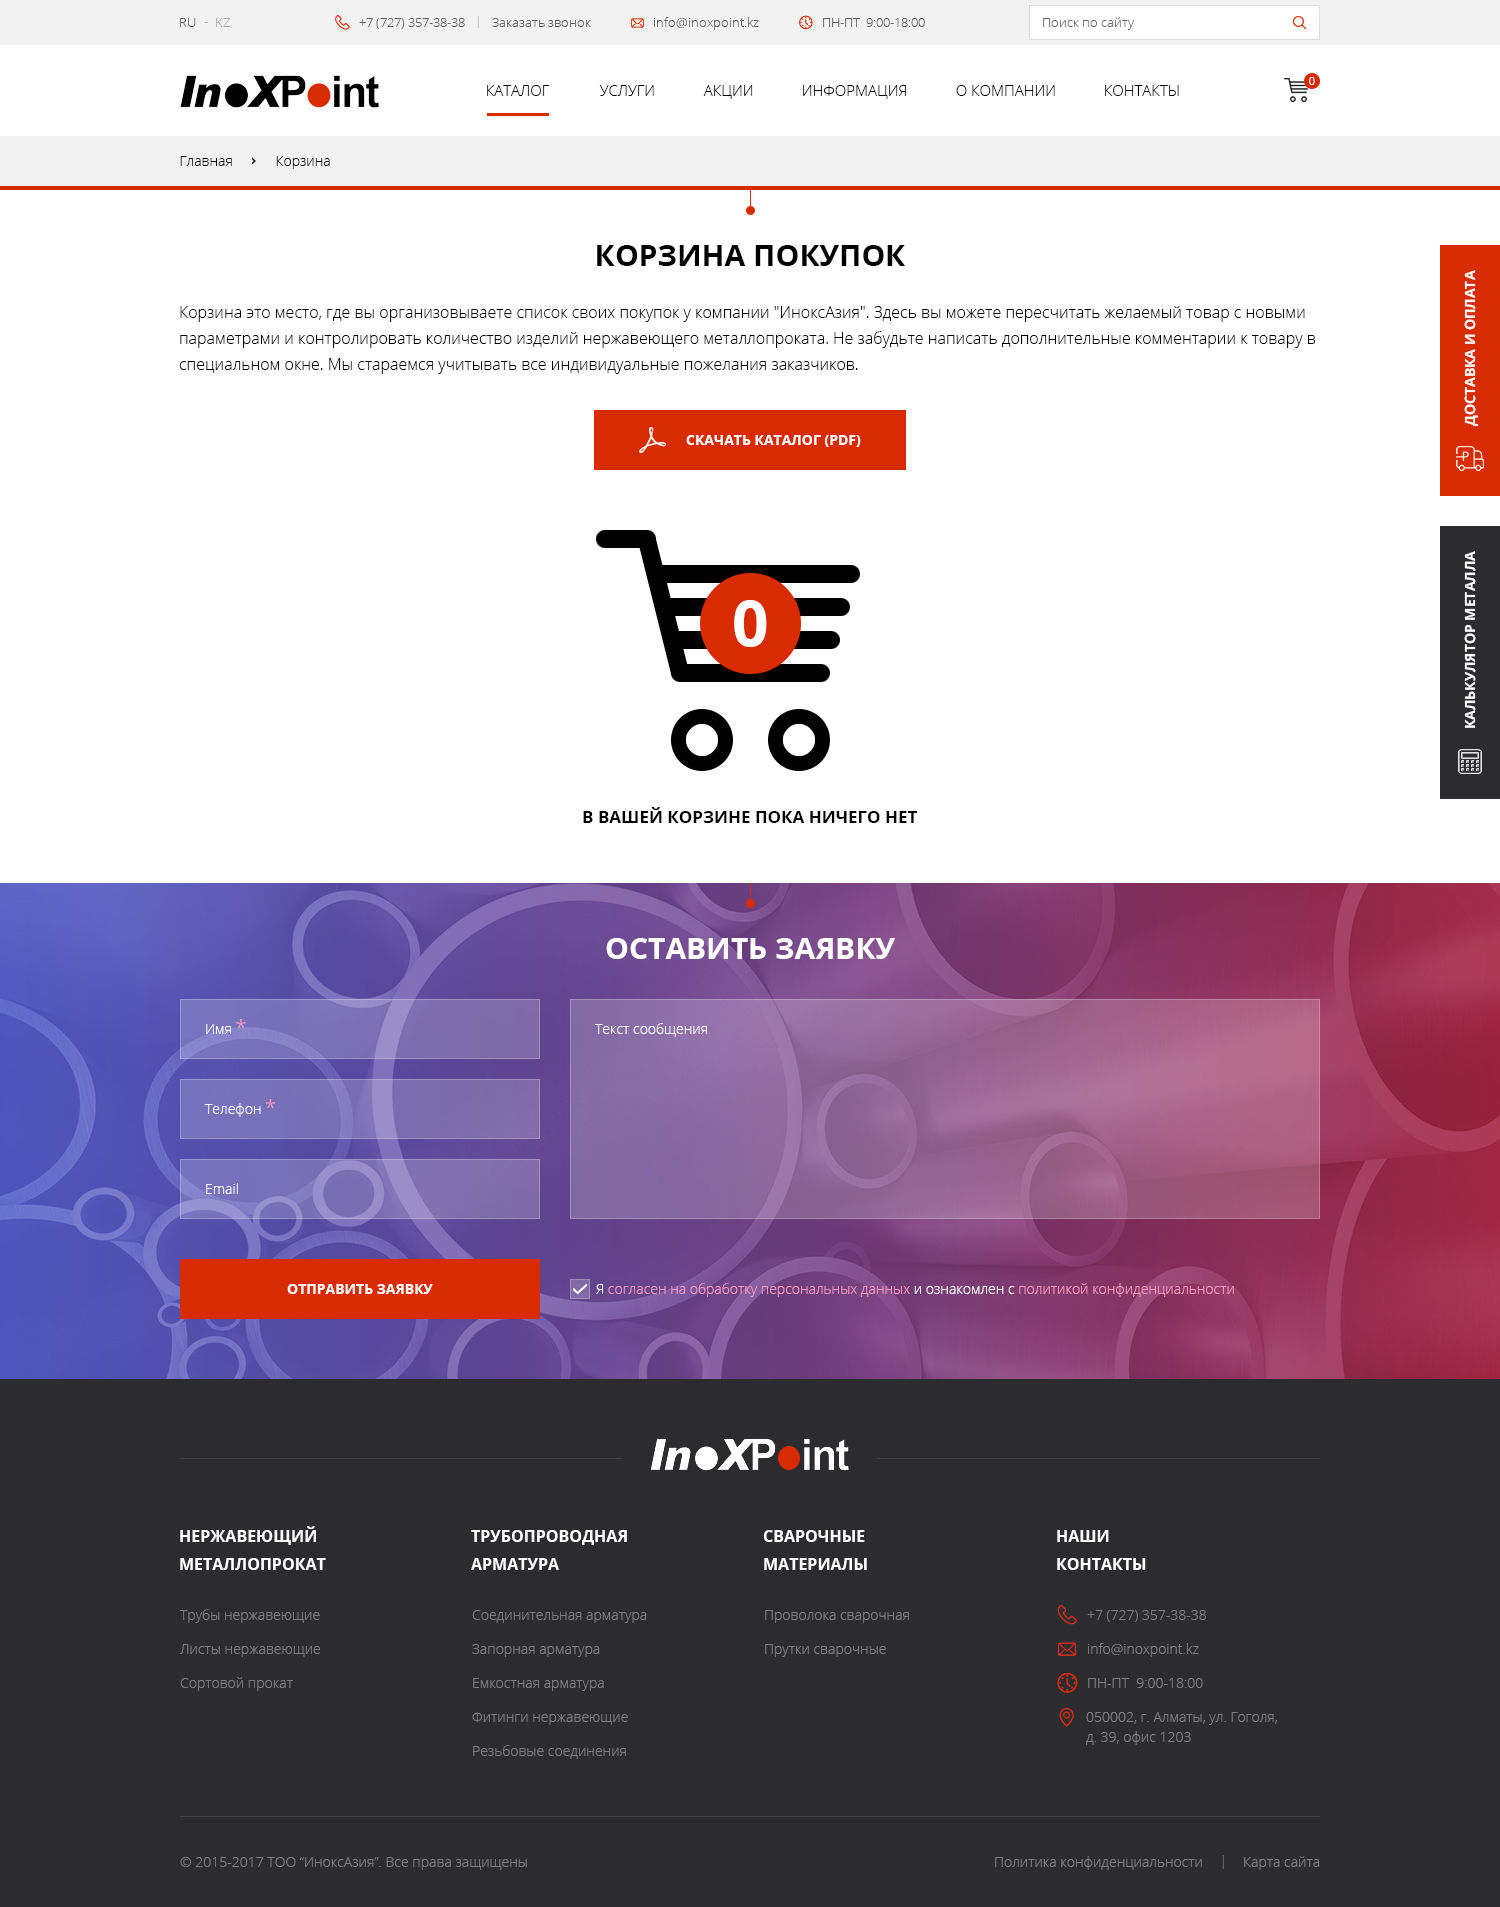 RU - KZ
+7 (727) 357-38-38 | Заказать звонок
info@inoxpoint.kz
ПН-ПТ 9:00-18:00
Поиск по сайту
InoXPoint
КАТАЛОГ
УСЛУГИ
АКЦИИ
ИНФОРМАЦИЯ
О КОМПАНИИ
КОНТАКТЫ
0
Главная › Корзина
КОРЗИНА ПОКУПОК
Корзина это место, где вы организовываете список своих покупок у компании "ИноксАзия". Здесь вы можете пересчитать желаемый товар с новыми
параметрами и контролировать количество изделий нержавеющего металлопроката. Не забудьте написать дополнительные комментарии к товару в
специальном окне. Мы стараемся учитывать все индивидуальные пожелания заказчиков.
СКАЧАТЬ КАТАЛОГ (PDF)
ДОСТАВКА И ОПЛАТА
КАЛЬКУЛЯТОР МЕТАЛЛА
0
В ВАШЕЙ КОРЗИНЕ ПОКА НИЧЕГО НЕТ
ОСТАВИТЬ ЗАЯВКУ
Имя *
Телефон *
Email
Текст сообщения
ОТПРАВИТЬ ЗАЯВКУ
Я согласен на обработку персональных данных и ознакомлен с политикой конфиденциальности
InoXPoint
НЕРЖАВЕЮЩИЙ
МЕТАЛЛОПРОКАТ
Трубы нержавеющие
Листы нержавеющие
Сортовой прокат
ТРУБОПРОВОДНАЯ
АРМАТУРА
Соединительная арматура
Запорная арматура
Емкостная арматура
Фитинги нержавеющие
Резьбовые соединения
СВАРОЧНЫЕ
МАТЕРИАЛЫ
Проволока сварочная
Прутки сварочные
НАШИ
КОНТАКТЫ
+7 (727) 357-38-38
info@inoxpoint.kz
ПН-ПТ 9:00-18:00
050002, г. Алматы, ул. Гоголя,
д. 39, офис 1203
© 2015-2017 ТОО “ИноксАзия”. Все права защищены
Политика конфиденциальности | Карта сайта